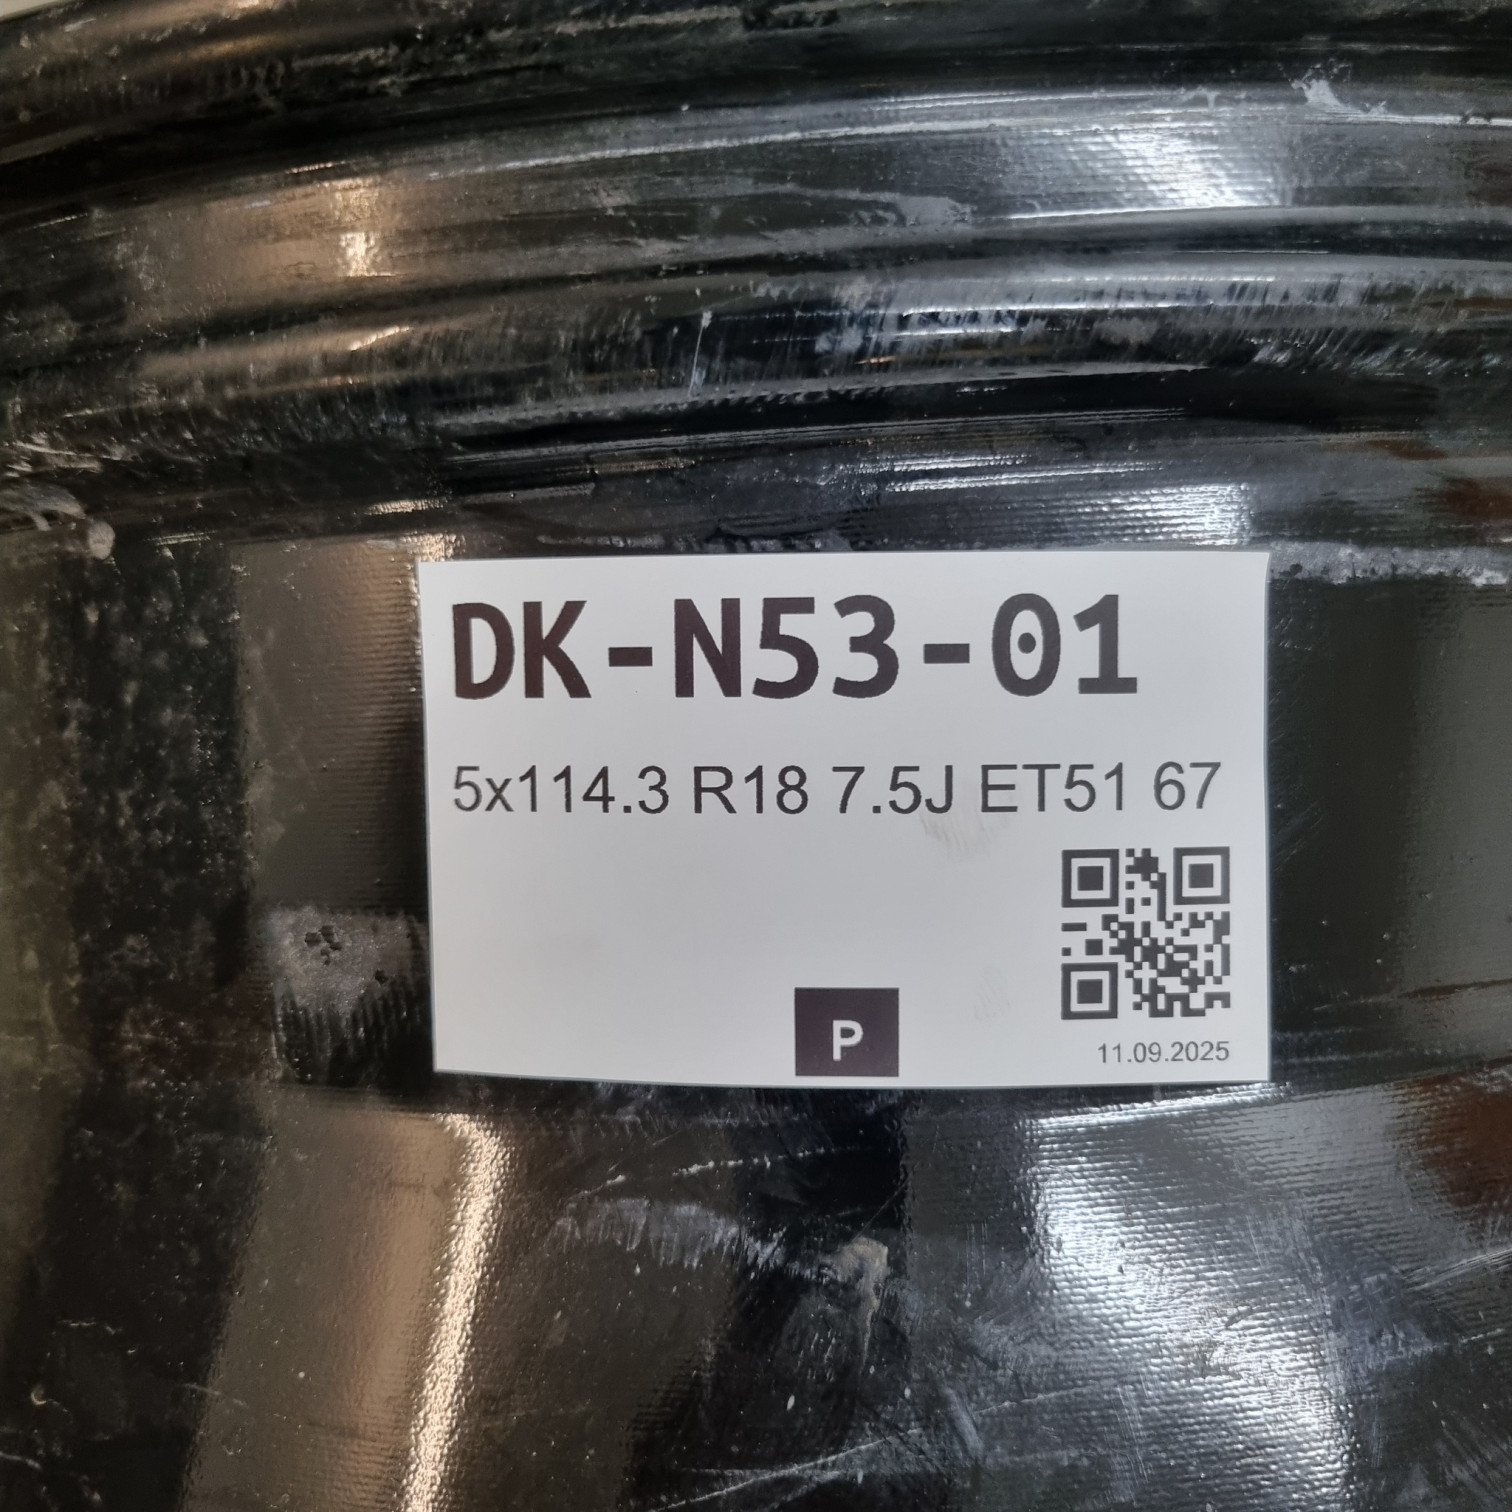 DK-N53-01
5x114.3 R18 7.5J ET51 67
P
11.09.2025